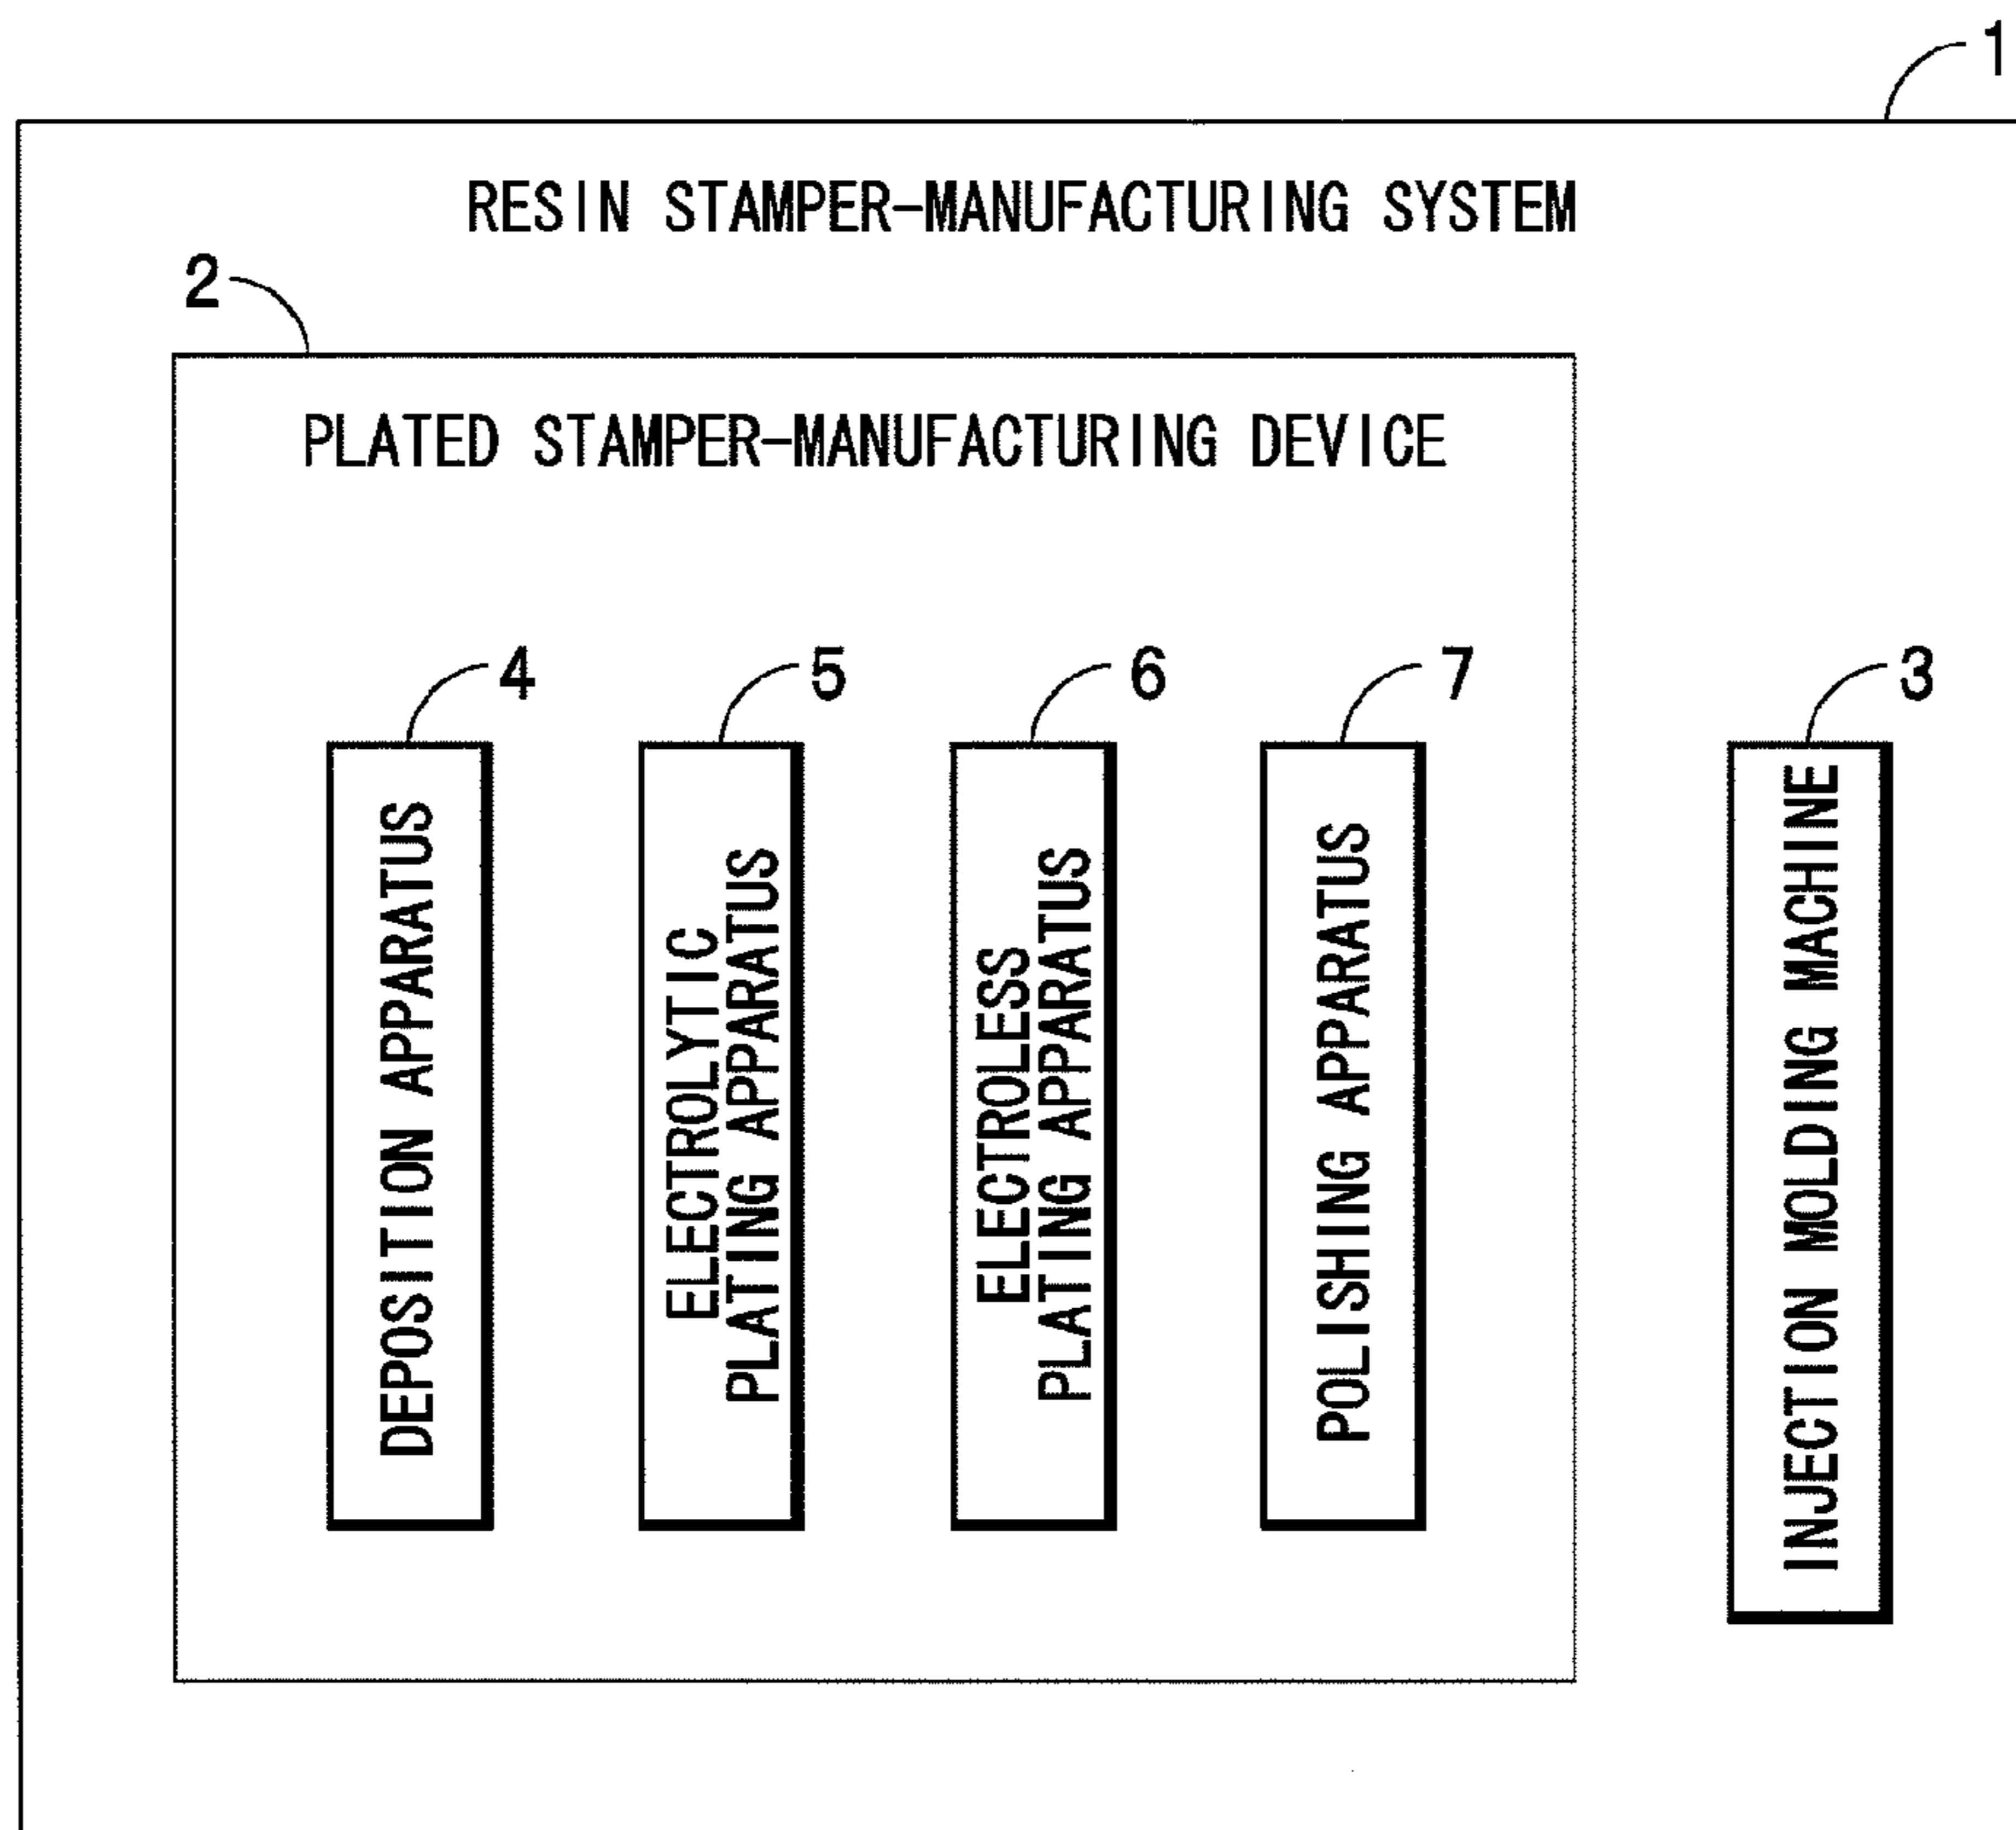 1
RESIN STAMPER-MANUFACTURING SYSTEM
2
PLATED STAMPER-MANUFACTURING DEVICE
4
5
6
7
3
DEPOSITION APPARATUS
ELECTROLYTIC
PLATING APPARATUS
ELECTROLESS
PLATING APPARATUS
POLISHING APPARATUS
INJECTION MOLDING MACHINE